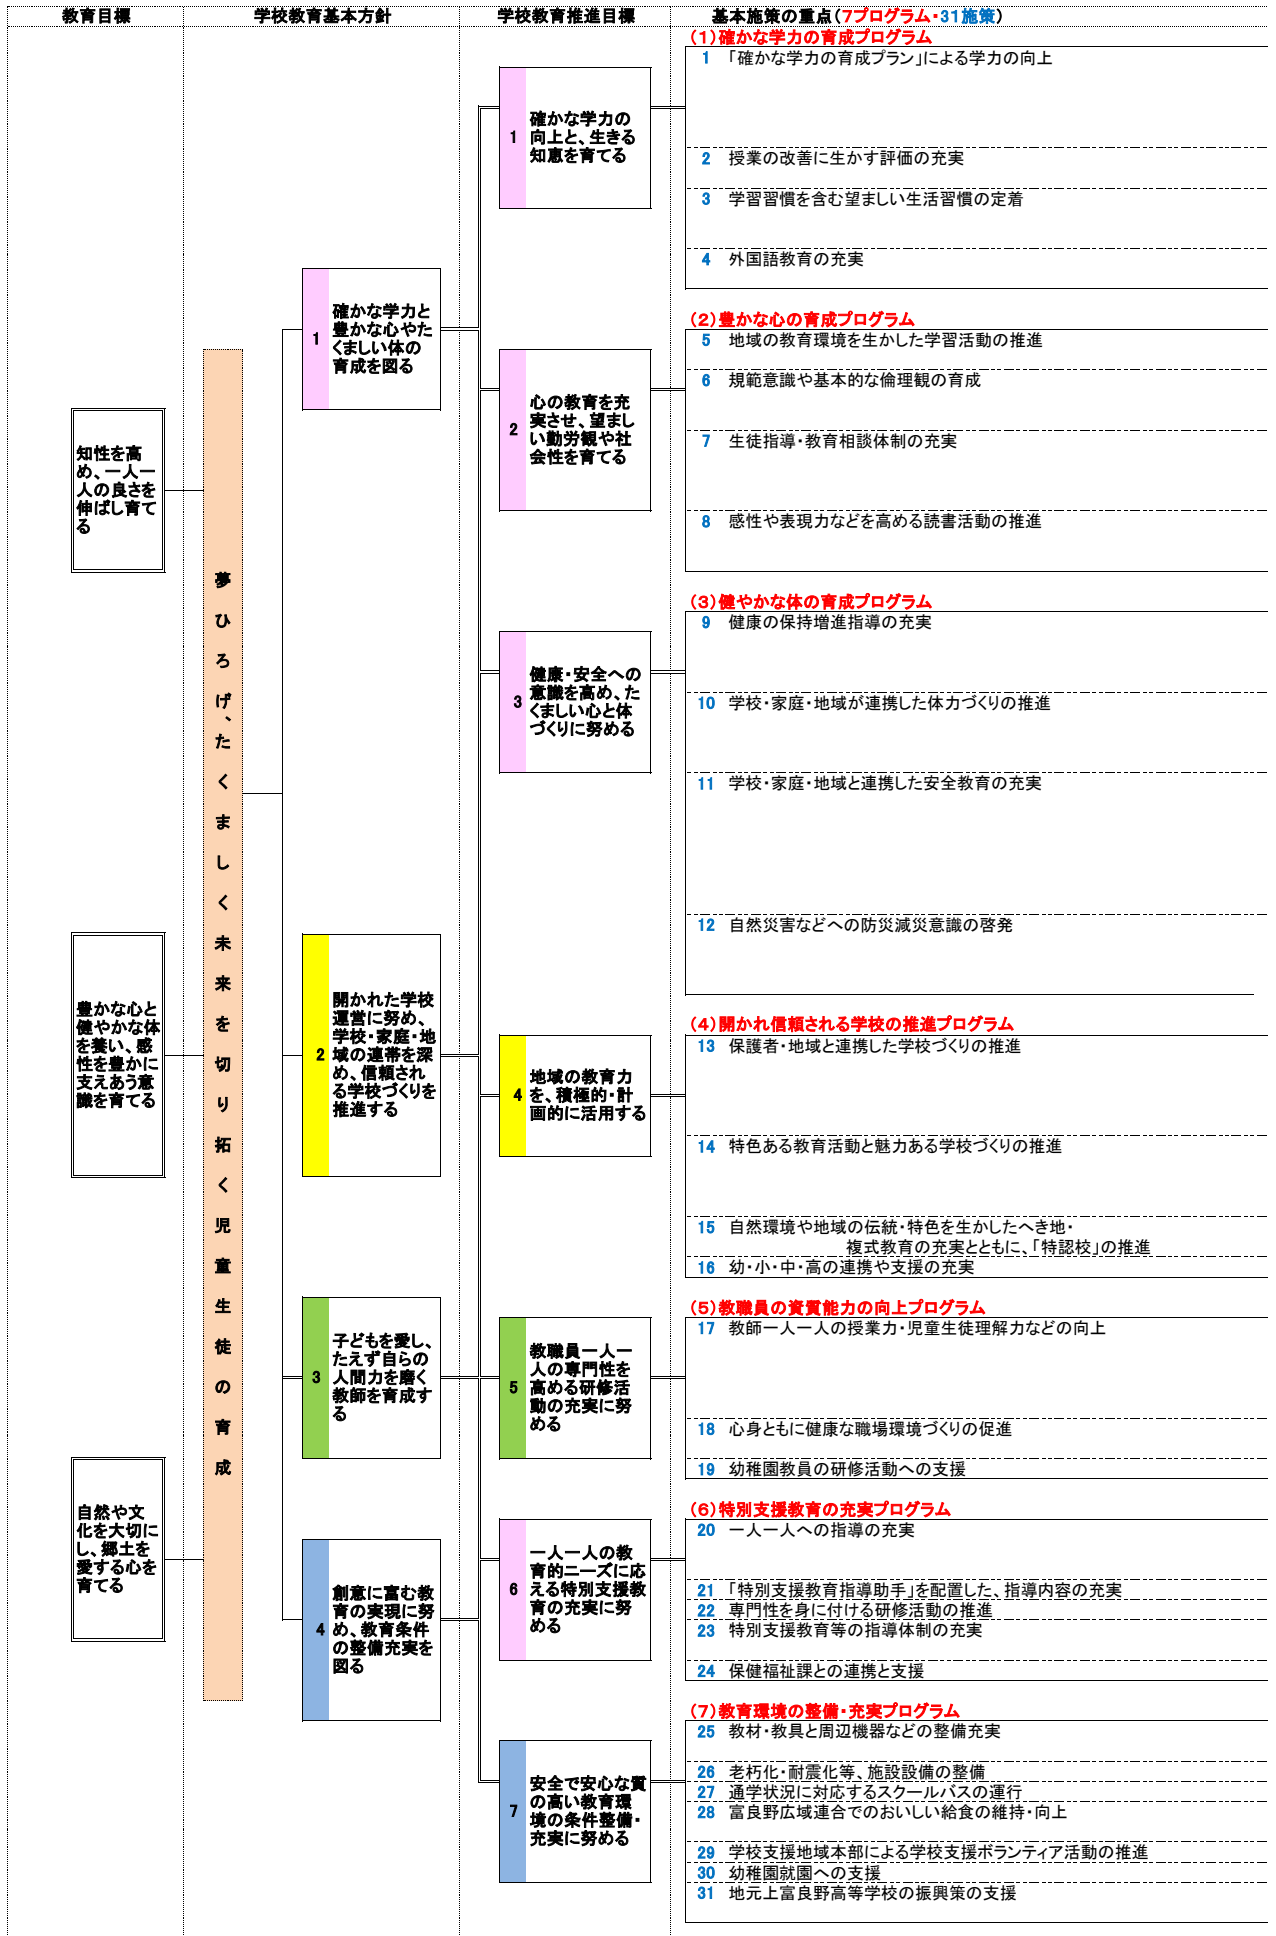 教育目標
学校教育基本方針
学校教育推進目標
基本施策の重点(7プログラム・31施策)
知性を高
め、一人一
人の良さを
伸ばし育て
る
豊かな心と
健やかな体
を養い、感
性を豊かに
支えあう意
識を育てる
自然や文
化を大切に
し、郷土を
愛する心を
育てる
夢ひろげ、たくましく未来を切り拓く児童生徒の育成
1
確かな学力と
豊かな心やた
くましい体の
育成を図る
2
開かれた学校
運営に努め、
学校・家庭・地
域の連帯を深
め、信頼され
る学校づくりを
推進する
3
子どもを愛し、
たえず自らの
人間力を磨く
教師を育成す
る
4
創意に富む教
育の実現に努
め、教育条件
の整備充実を
図る
1
確かな学力の
向上と、生きる
知恵を育てる
2
心の教育を充
実させ、望まし
い勤労観や社
会性を育てる
3
健康・安全への
意識を高め、た
くましい心と体
づくりに努める
4
地域の教育力
を、積極的・計
画的に活用する
5
教職員一人一
人の専門性を
高める研修活
動の充実に努
める
6
一人一人の教
育的ニーズに応
える特別支援教
育の充実に努
める
7
安全で安心な質
の高い教育環
境の条件整備・
充実に努める
(1)確かな学力の育成プログラム
1 「確かな学力の育成プラン」による学力の向上
2 授業の改善に生かす評価の充実
3 学習習慣を含む望ましい生活習慣の定着
4 外国語教育の充実
(2)豊かな心の育成プログラム
5 地域の教育環境を生かした学習活動の推進
6 規範意識や基本的な倫理観の育成
7 生徒指導・教育相談体制の充実
8 感性や表現力などを高める読書活動の推進
(3)健やかな体の育成プログラム
9 健康の保持増進指導の充実
10 学校・家庭・地域が連携した体力づくりの推進
11 学校・家庭・地域と連携した安全教育の充実
12 自然災害などへの防災減災意識の啓発
(4)開かれ信頼される学校の推進プログラム
13 保護者・地域と連携した学校づくりの推進
14 特色ある教育活動と魅力ある学校づくりの推進
15 自然環境や地域の伝統・特色を生かしたへき地・
複式教育の充実とともに、「特認校」の推進
16 幼・小・中・高の連携や支援の充実
(5)教職員の資質能力の向上プログラム
17 教師一人一人の授業力・児童生徒理解力などの向上
18 心身ともに健康な職場環境づくりの促進
19 幼稚園教員の研修活動への支援
(6)特別支援教育の充実プログラム
20 一人一人への指導の充実
21 「特別支援教育指導助手」を配置した、指導内容の充実
22 専門性を身に付ける研修活動の推進
23 特別支援教育等の指導体制の充実
24 保健福祉課との連携と支援
(7)教育環境の整備・充実プログラム
25 教材・教具と周辺機器などの整備充実
26 老朽化・耐震化等、施設設備の整備
27 通学状況に対応するスクールバスの運行
28 富良野広域連合でのおいしい給食の維持・向上
29 学校支援地域本部による学校支援ボランティア活動の推進
30 幼稚園就園への支援
31 地元上富良野高等学校の振興策の支援